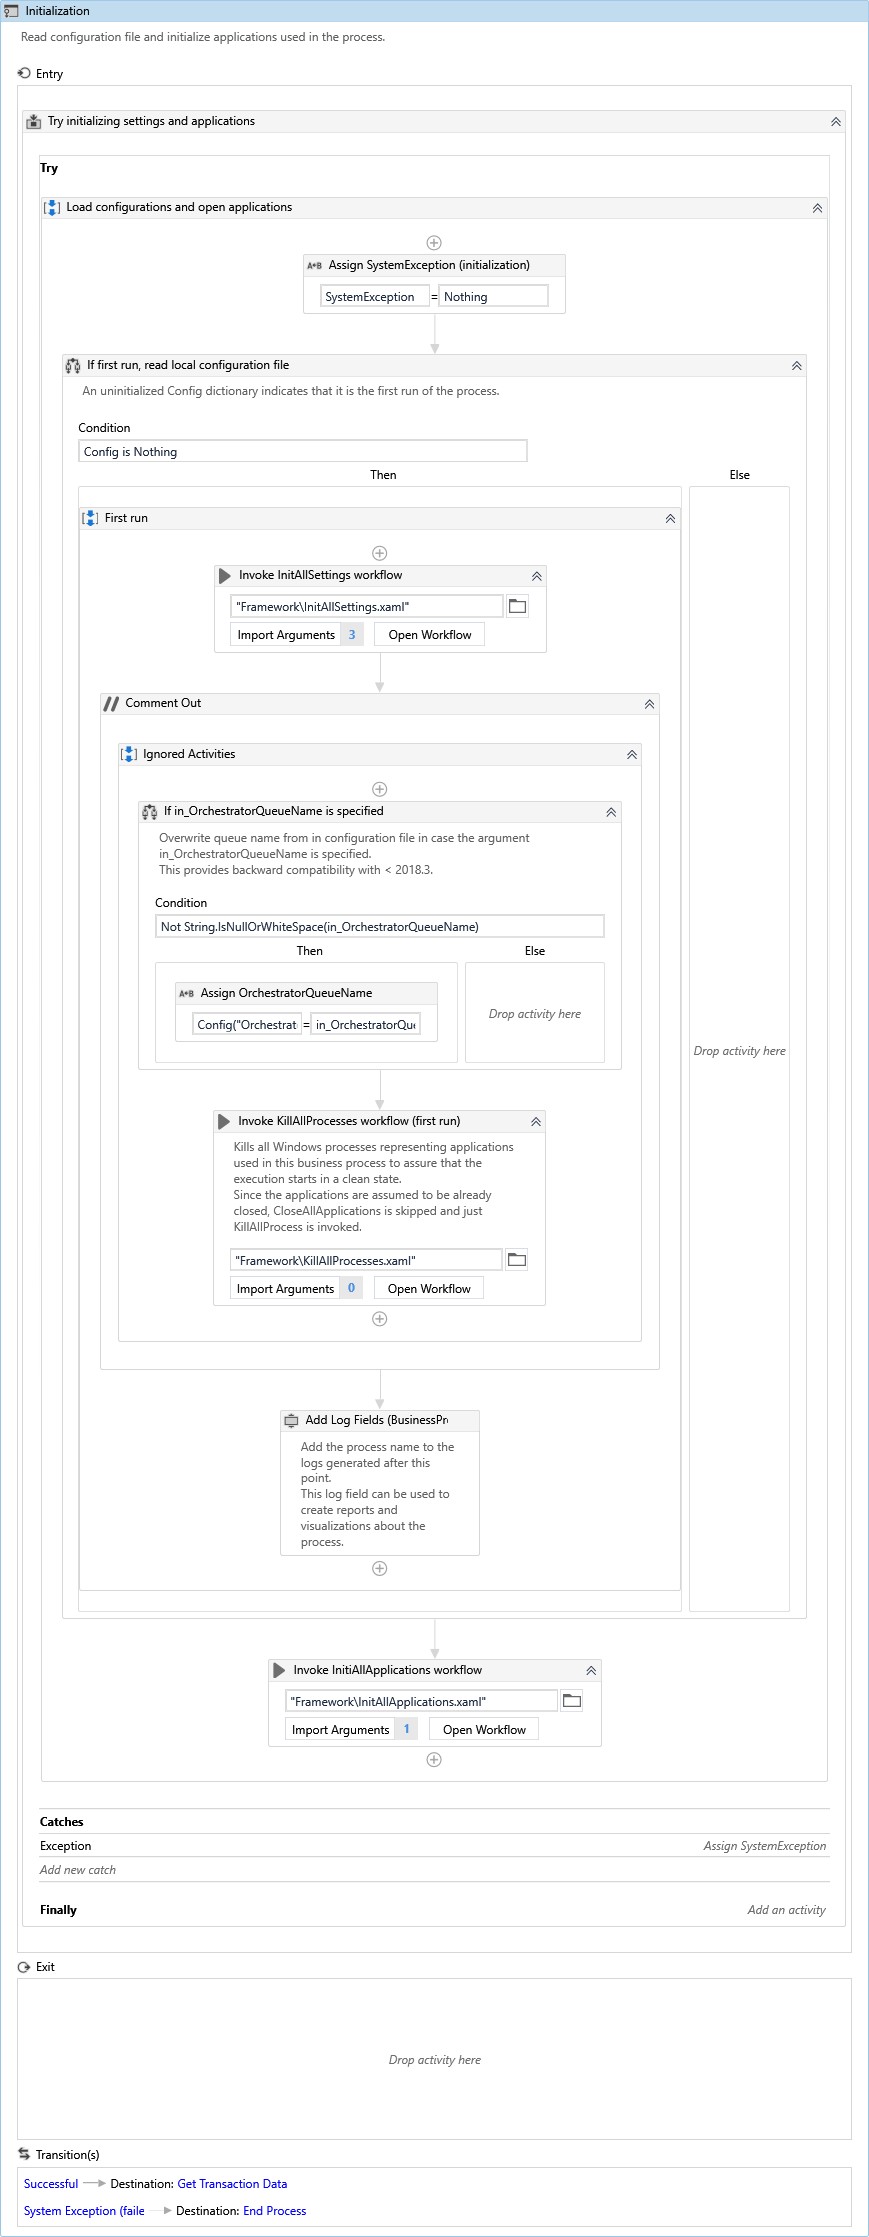 Initialization
Read configuration file and initialize applications used in the process.
Entry
Try initializing settings and applications
Try
Load configurations and open applications
A+B Assign SystemException (initialization)
SystemException = Nothing
If first run, read local configuration file
An uninitialized Config dictionary indicates that it is the first run of the process.
Condition
Config is Nothing
Then Else
First run
Invoke InitAllSettings workflow
"Framework\InitAllSettings.xaml"
Import Arguments 3 Open Workflow
Comment Out
Ignored Activities
If in_OrchestratorQueueName is specified
Overwrite queue name from in configuration file in case the argument
in_OrchestratorQueueName is specified.
This provides backward compatibility with < 2018.3.
Condition
Not String.IsNullOrWhiteSpace(in_OrchestratorQueueName)
Then Else
A+B Assign OrchestratorQueueName
Config("Orchestrat = in_OrchestratorQue
Drop activity here
Drop activity here
Invoke KillAllProcesses workflow (first run)
Kills all Windows processes representing applications
used in this business process to assure that the
execution starts in a clean state.
Since the applications are assumed to be already
closed, CloseAllApplications is skipped and just
KillAllProcess is invoked.
"Framework\KillAllProcesses.xaml"
Import Arguments 0 Open Workflow
Add Log Fields (BusinessPr
Add the process name to the
logs generated after this
point.
This log field can be used to
create reports and
visualizations about the
process.
Invoke InitiAllApplications workflow
"Framework\InitAllApplications.xaml"
Import Arguments 1 Open Workflow
Catches
Exception Assign SystemException
Add new catch
Finally Add an activity
Exit
Drop activity here
Transition(s)
Successful Destination: Get Transaction Data
System Exception (faile Destination: End Process